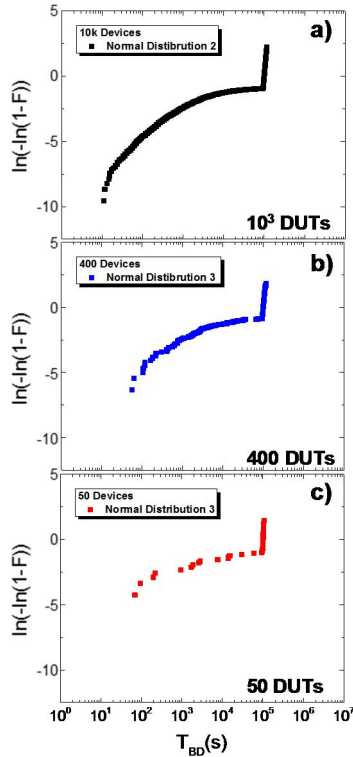 a)
10k Devices
Normal Distibrution 2
ln(-ln(1-F))
0
-5
-10
10³ DUTs
b)
400 Devices
Normal Distibrution 3
ln(-ln(1-F))
5
0
-5
-10
400 DUTs
c)
50 Devices
Normal Distribution 3
ln(-ln(1-F))
5
0
-5
-10
50 DUTs
10⁰ 10¹ 10² 10³ 10⁴ 10⁵ 10⁶ 10⁷
T_BD(s)